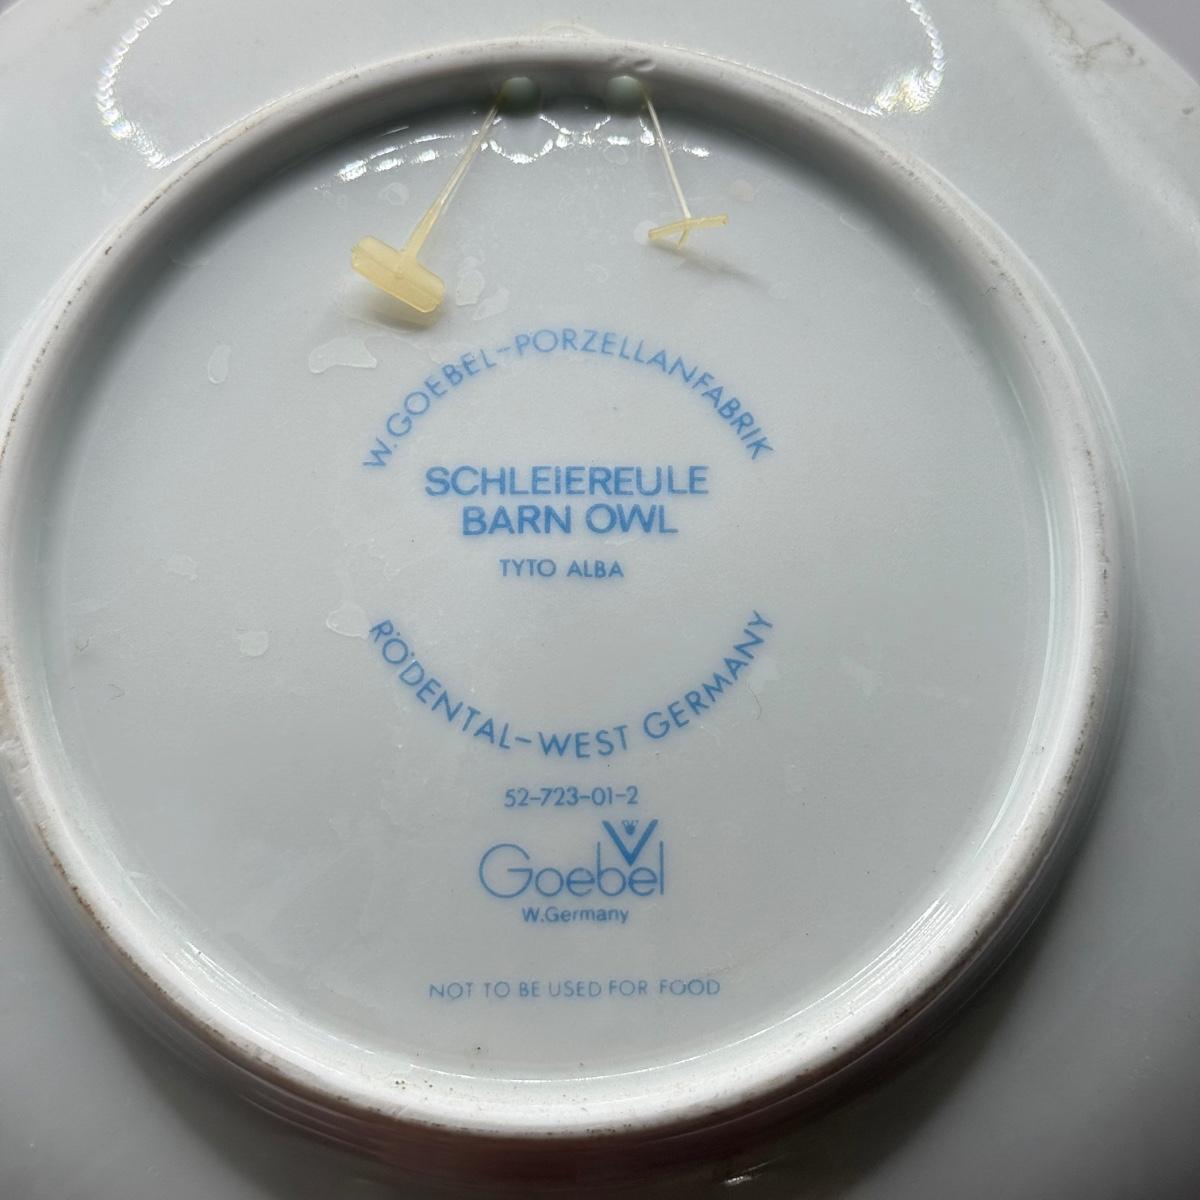 W. GOEBEL-PORZELLANFABRIK
SCHLEIEREULE
BARN OWL
TYTO ALBA
RÖDENTAL-WEST GERMANY
52-723-01-2
Goebel
W.Germany
NOT TO BE USED FOR FOOD